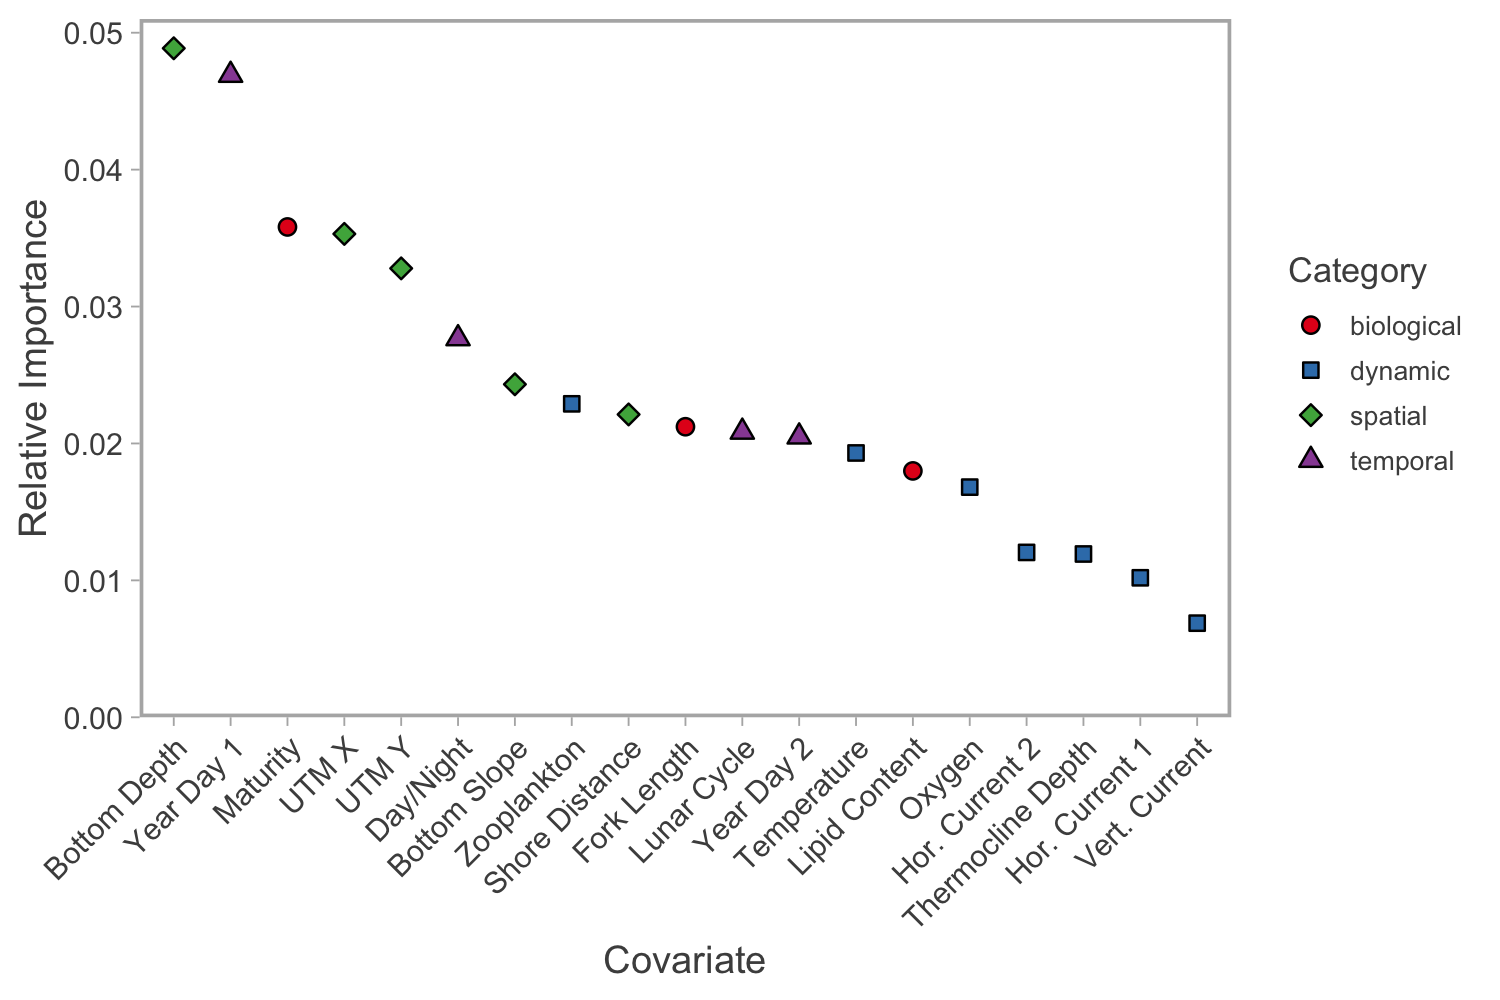 0.05
0.04
0.03
0.02
0.01
0.00
Relative Importance
Bottom Depth
Year Day 1
Maturity
UTM X
UTM Y
Day/Night
Bottom Slope
Zooplankton
Shore Distance
Fork Length
Lunar Cycle
Year Day 2
Temperature
Lipid Content
Oxygen
Hor. Current 2
Thermocline Depth
Hor. Current 1
Vert. Current
Covariate
Category
biological
dynamic
spatial
temporal